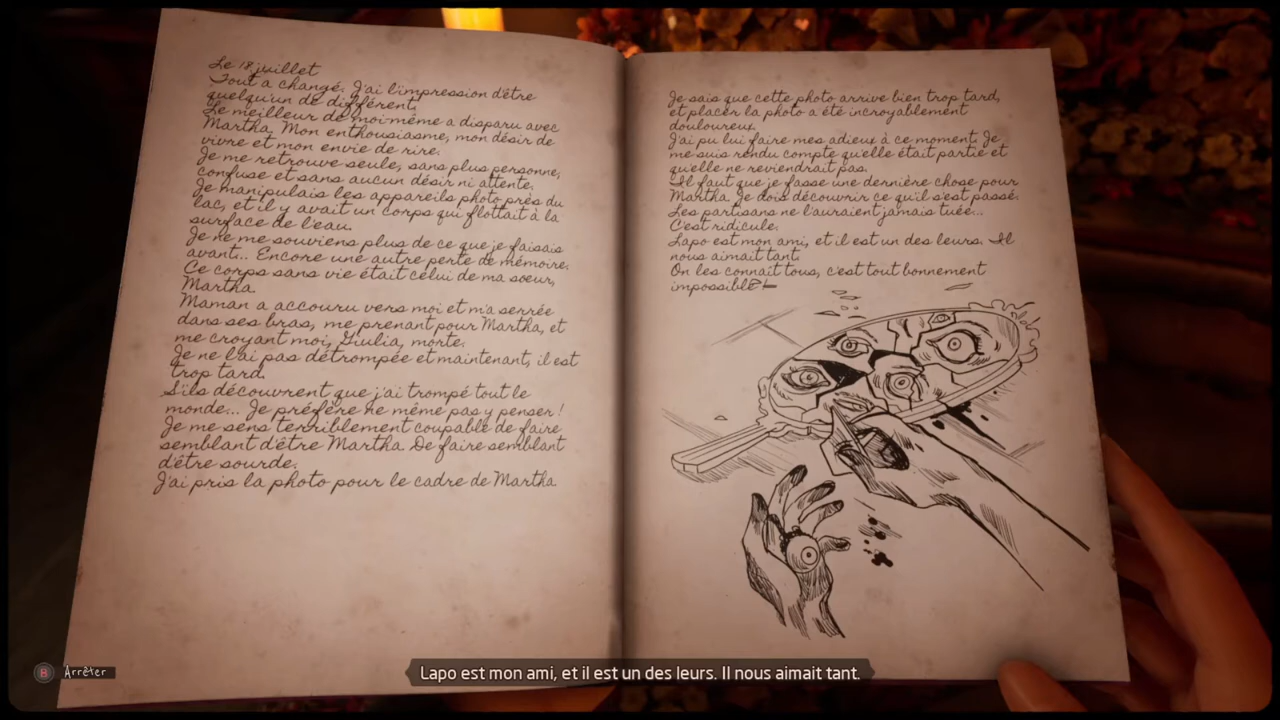 Le 18 juillet
Tout a changé. J'ai l'impression d'être
quelqu'un de différent.
Le meilleur de moi-même a disparu avec
Martha. Mon enthousiasme, mon désir de
vivre et mon envie de rire.
Je me retrouve seule, sans plus personne,
confuse et sans aucun désir ni attente.
Je manipulais les appareils photo près du
lac, et il y avait un corps qui flottait à la
surface de l'eau.
Je ne me souviens plus de ce que je faisais
avant... Encore une autre perte de mémoire.
Ce corps sans vie était celui de ma soeur,
Martha.
Maman a accouru vers moi et m'a serrée
dans ses bras, me prenant pour Martha, et
me croyant moi, Giulia, morte.
Je ne l'ai pas détrompée et maintenant, il est
trop tard.
S'ils découvrent que j'ai trompé tout le
monde... Je préfère ne même pas y penser !
Je me sens terriblement coupable de faire
semblant d'être Martha. De faire semblant
d'être sourde.
J'ai pris la photo pour le cadre de Martha
Je sais que cette photo arrive bien trop tard,
et placer la photo a été incroyablement
douloureux.
J'ai pu lui faire mes adieux à ce moment. Je
me suis rendu compte qu'elle était partie et
qu'elle ne reviendrait pas.
Il faut que je fasse une dernière chose pour
Martha. Je dois découvrir ce qu'il s'est passé.
Les partisans ne l'auraient jamais tuée...
C'est ridicule.
Lapo est mon ami, et il est un des leurs. Il
nous aimait tant.
On les connaît tous, c'est tout bonnement
impossible !
B Arrêter
Lapo est mon ami, et il est un des leurs. Il nous aimait tant.